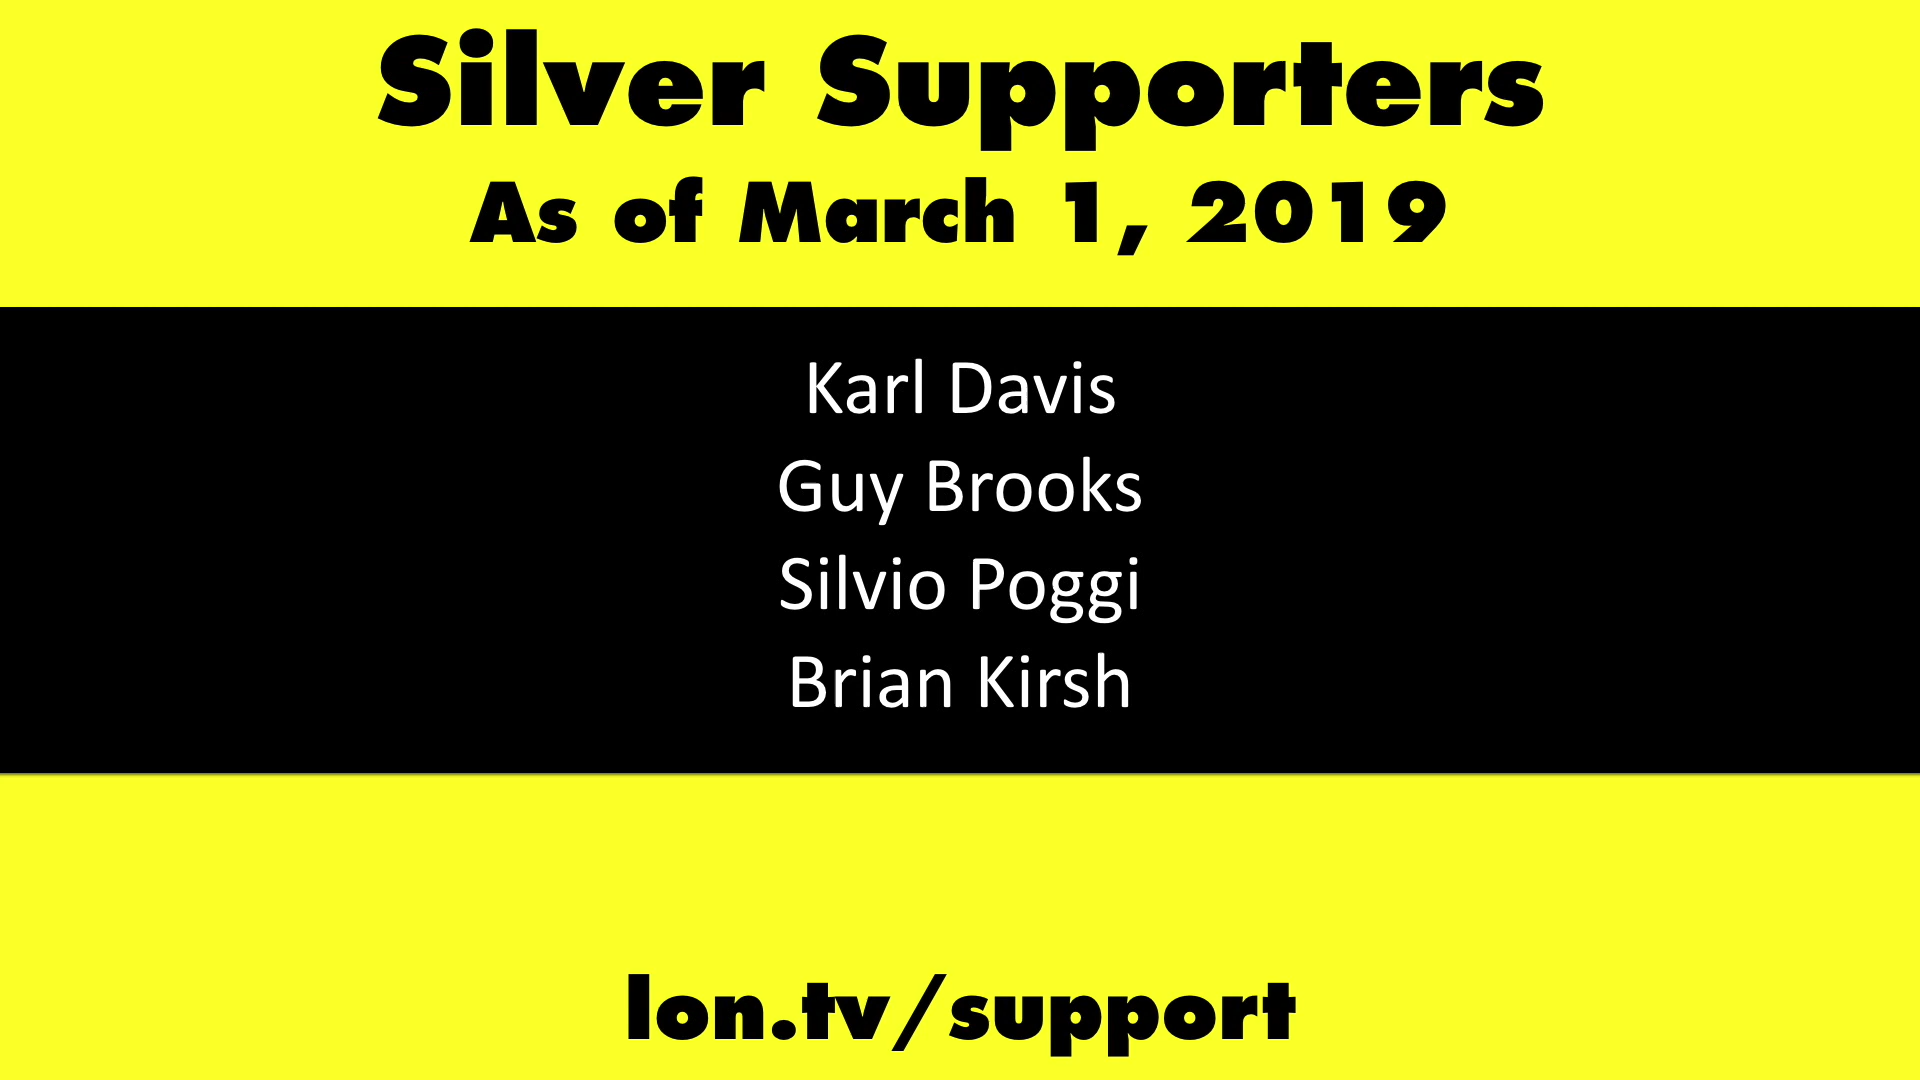 Silver Supporters
As of March 1, 2019
Karl Davis
Guy Brooks
Silvio Poggi
Brian Kirsh
lon.tv/support